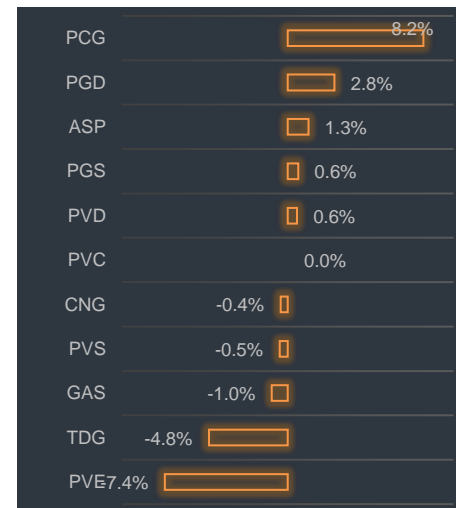 PCG 8.2%
PGD 2.8%
ASP 1.3%
PGS 0.6%
PVD 0.6%
PVC 0.0%
CNG -0.4%
PVS -0.5%
GAS -1.0%
TDG -4.8%
PVE -7.4%